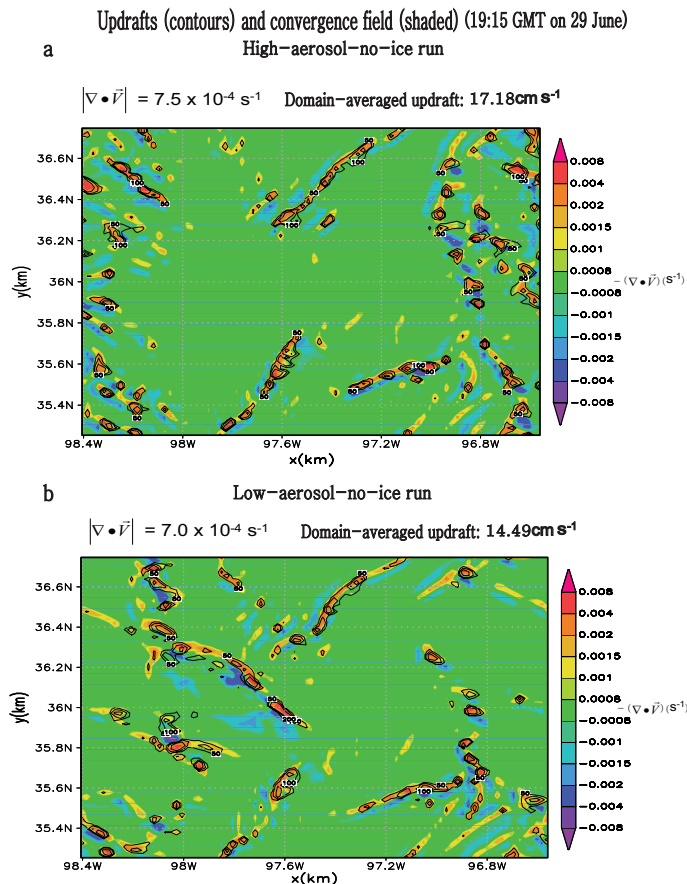 Updrafts (contours) and convergence field (shaded) (19:15 GMT on 29 June)
a
High-aerosol-no-ice run
|∇•V⃗| = 7.5 x 10⁻⁴ s⁻¹ Domain-averaged updraft: 17.18cm s⁻¹
36.6N
36.4N
36.2N
36N
35.8N
35.6N
35.4N
y(km)
98.4W 98W 97.6W 97.2W 96.8W
x(km)
0.008
0.004
0.002
0.0015
0.001
0.0008
-0.0008
-0.001
-0.0015
-0.002
-0.004
-0.008
-(∇•V⃗)(s⁻¹)
b
Low-aerosol-no-ice run
|∇•V⃗| = 7.0 x 10⁻⁴ s⁻¹ Domain-averaged updraft: 14.49cm s⁻¹
36.6N
36.4N
36.2N
36N
35.8N
35.6N
35.4N
y(km)
98.4W 98W 97.6W 97.2W 96.8W
x(km)
0.008
0.004
0.002
0.0015
0.001
0.0008
-0.0008
-0.001
-0.0015
-0.002
-0.004
-0.008
-(∇•V⃗)(s⁻¹)